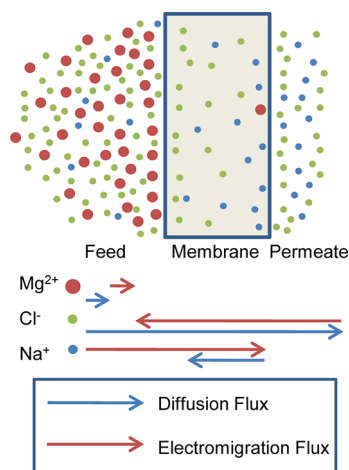 Feed Membrane Permeate
Mg²⁺
Cl⁻
Na⁺
Diffusion Flux
Electromigration Flux